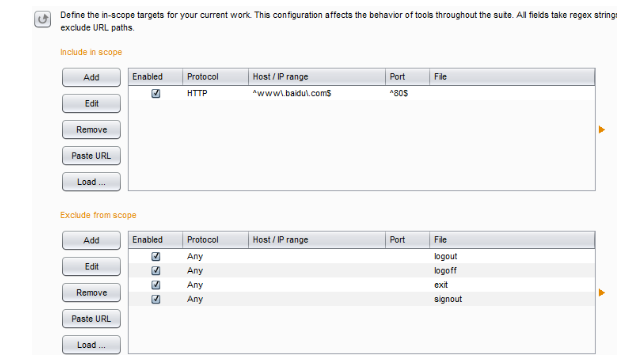 Define the in-scope targets for your current work. This configuration affects the behavior of tools throughout the suite. All fields take regex strings
exclude URL paths.
Include in scope
Add
Enabled Protocol Host / IP range Port File
HTTP ^www\.baidu\.com$ ^80$
Edit
Remove
Paste URL
Load ...
Exclude from scope
Add
Enabled Protocol Host / IP range Port File
Any logout
Edit
Any logoff
Any exit
Remove
Any signout
Paste URL
Load ...